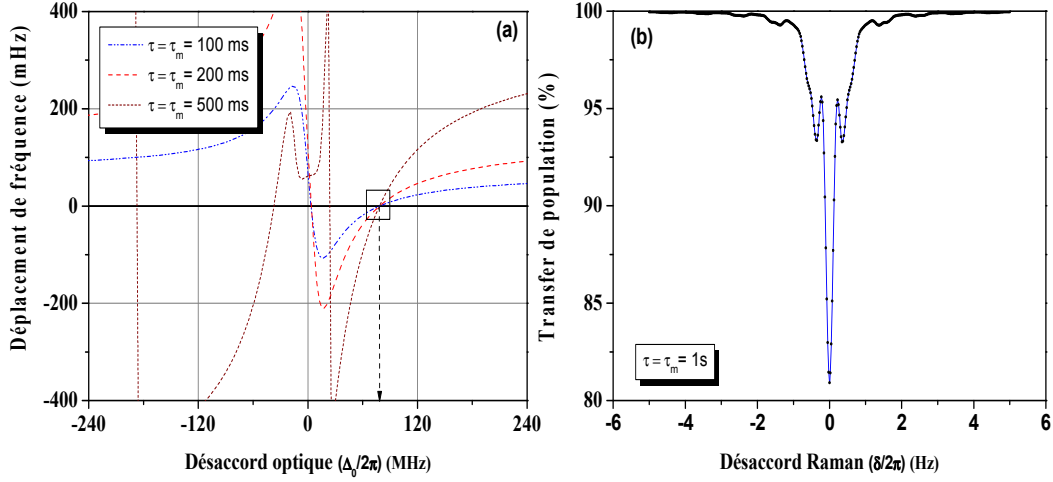 (a)
τ = τm = 100 ms
τ = τm = 200 ms
τ = τm = 500 ms
Déplacement de fréquence (mHz)
400
200
0
-200
-400
-240
-120
0
120
240
Désaccord optique (Δ0/2π) (MHz)
(b)
Transfer de population (%)
100
95
90
85
80
τ = τm = 1s
-6
-4
-2
0
2
4
6
Désaccord Raman (δ/2π) (Hz)